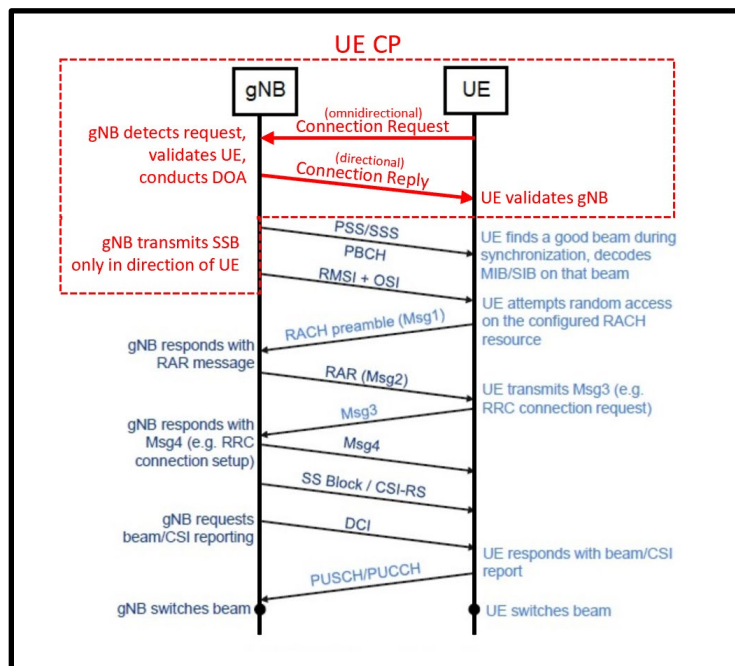 UE CP
gNB
UE
(omnidirectional)
Connection Request
gNB detects request,
validates UE,
conducts DOA
(directional)
Connection Reply
UE validates gNB
PSS/SSS
gNB transmits SSB
only in direction of UE
PBCH
UE finds a good beam during
synchronization, decodes
MIB/SIB on that beam
RMSI + OSI
UE attempts random access
on the configured RACH
resource
RACH preamble (Msg1)
gNB responds with
RAR message
RAR (Msg2)
UE transmits Msg3 (e.g.
RRC connection request)
Msg3
gNB responds with
Msg4 (e.g. RRC
connection setup)
Msg4
SS Block / CSI-RS
gNB requests
beam/CSI reporting
DCI
UE responds with beam/CSI
report
PUSCH/PUCCH
gNB switches beam
UE switches beam